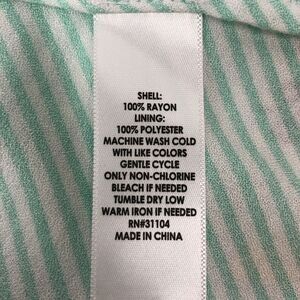 SHELL:
100% RAYON
LINING:
100% POLYESTER
MACHINE WASH COLD
WITH LIKE COLORS
GENTLE CYCLE
ONLY NON-CHLORINE
BLEACH IF NEEDED
TUMBLE DRY LOW
WARM IRON IF NEEDED
RN#31104
MADE IN CHINA